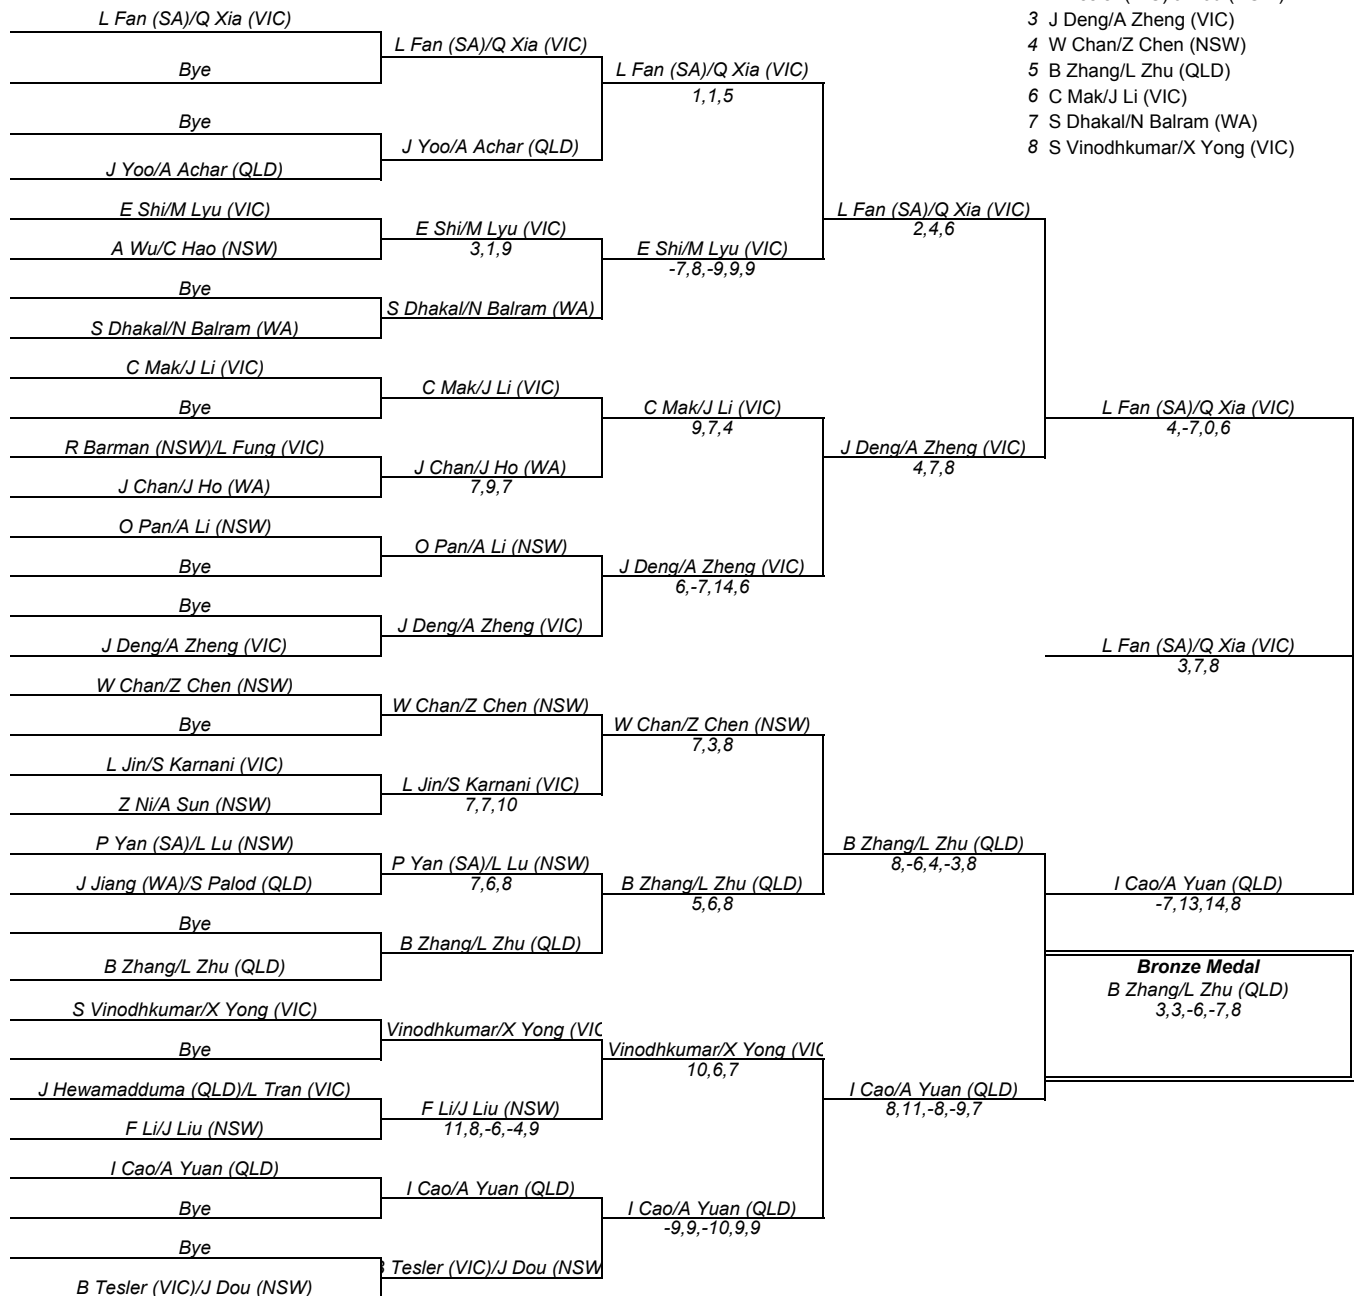 L Fan (SA)/Q Xia (VIC)
Bye
Bye
J Yoo/A Achar (QLD)
E Shi/M Lyu (VIC)
A Wu/C Hao (NSW)
Bye
S Dhakal/N Balram (WA)
C Mak/J Li (VIC)
Bye
R Barman (NSW)/L Fung (VIC)
J Chan/J Ho (WA)
O Pan/A Li (NSW)
Bye
Bye
J Deng/A Zheng (VIC)
W Chan/Z Chen (NSW)
Bye
L Jin/S Karnani (VIC)
Z Ni/A Sun (NSW)
P Yan (SA)/L Lu (NSW)
J Jiang (WA)/S Palod (QLD)
Bye
B Zhang/L Zhu (QLD)
S Vinodhkumar/X Yong (VIC)
Bye
J Hewamadduma (QLD)/L Tran (VIC)
F Li/J Liu (NSW)
I Cao/A Yuan (QLD)
Bye
Bye
B Tesler (VIC)/J Dou (NSW)
L Fan (SA)/Q Xia (VIC)
J Yoo/A Achar (QLD)
E Shi/M Lyu (VIC)
3,1,9
S Dhakal/N Balram (WA)
C Mak/J Li (VIC)
J Chan/J Ho (WA)
7,9,7
O Pan/A Li (NSW)
J Deng/A Zheng (VIC)
W Chan/Z Chen (NSW)
L Jin/S Karnani (VIC)
7,7,10
P Yan (SA)/L Lu (NSW)
7,6,8
B Zhang/L Zhu (QLD)
Vinodhkumar/X Yong (VIC
F Li/J Liu (NSW)
11,8,-6,-4,9
I Cao/A Yuan (QLD)
Tesler (VIC)/J Dou (NSW
L Fan (SA)/Q Xia (VIC)
1,1,5
E Shi/M Lyu (VIC)
-7,8,-9,9,9
C Mak/J Li (VIC)
9,7,4
J Deng/A Zheng (VIC)
6,-7,14,6
W Chan/Z Chen (NSW)
7,3,8
B Zhang/L Zhu (QLD)
5,6,8
Vinodhkumar/X Yong (VIC
10,6,7
I Cao/A Yuan (QLD)
-9,9,-10,9,9
L Fan (SA)/Q Xia (VIC)
2,4,6
J Deng/A Zheng (VIC)
4,7,8
B Zhang/L Zhu (QLD)
8,-6,4,-3,8
I Cao/A Yuan (QLD)
8,11,-8,-9,7
3 J Deng/A Zheng (VIC)
4 W Chan/Z Chen (NSW)
5 B Zhang/L Zhu (QLD)
6 C Mak/J Li (VIC)
7 S Dhakal/N Balram (WA)
8 S Vinodhkumar/X Yong (VIC)
L Fan (SA)/Q Xia (VIC)
4,-7,0,6
L Fan (SA)/Q Xia (VIC)
3,7,8
I Cao/A Yuan (QLD)
-7,13,14,8
Bronze Medal
B Zhang/L Zhu (QLD)
3,3,-6,-7,8